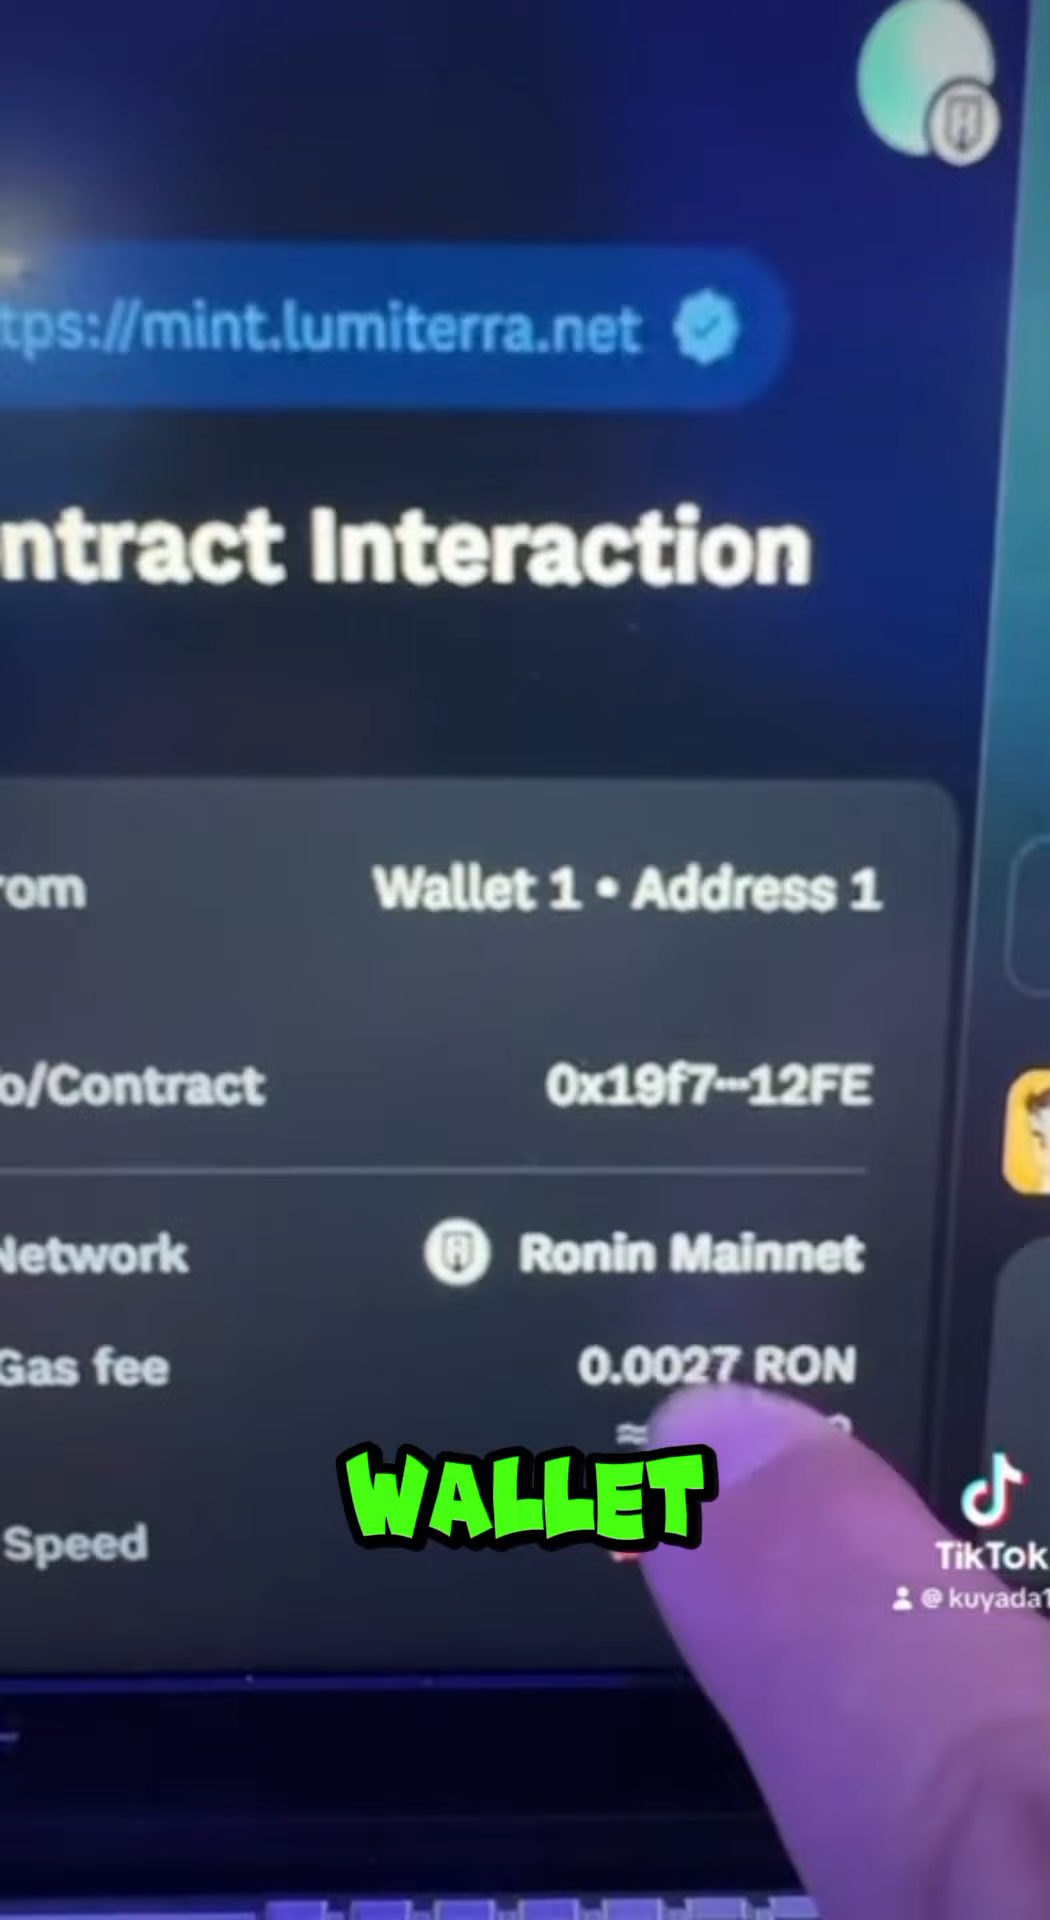 tps://mint.lumiterra.net
ntract Interaction
rom
Wallet 1 • Address 1
o/Contract
0x19f7···12FE
Network
Ronin Mainnet
Gas fee
0.0027 RON
≈
WALLET
Speed
TikTok
@kuyada1